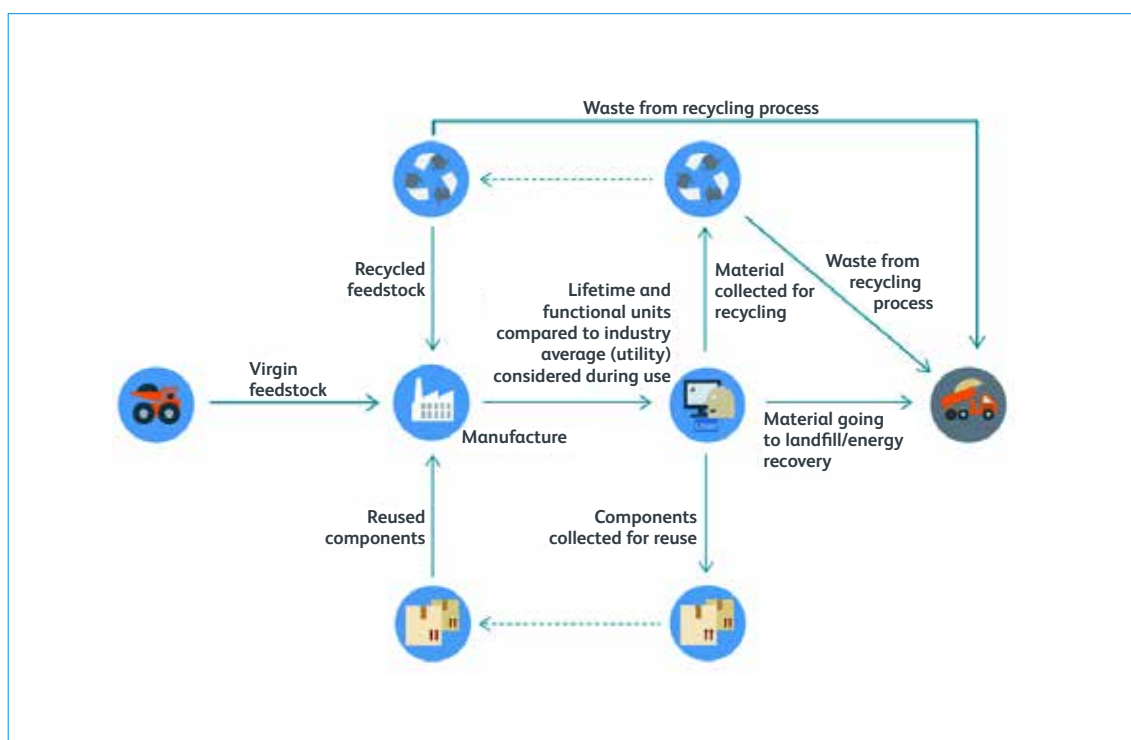 Waste from recycling process
Recycled
feedstock
Lifetime and
functional units
compared to industry
average (utility)
considered during use
Material
collected for
recycling
Waste from
recycling
process
Virgin
feedstock
Manufacture
User
Material going
to landfill/energy
recovery
Reused
components
Components
collected for reuse